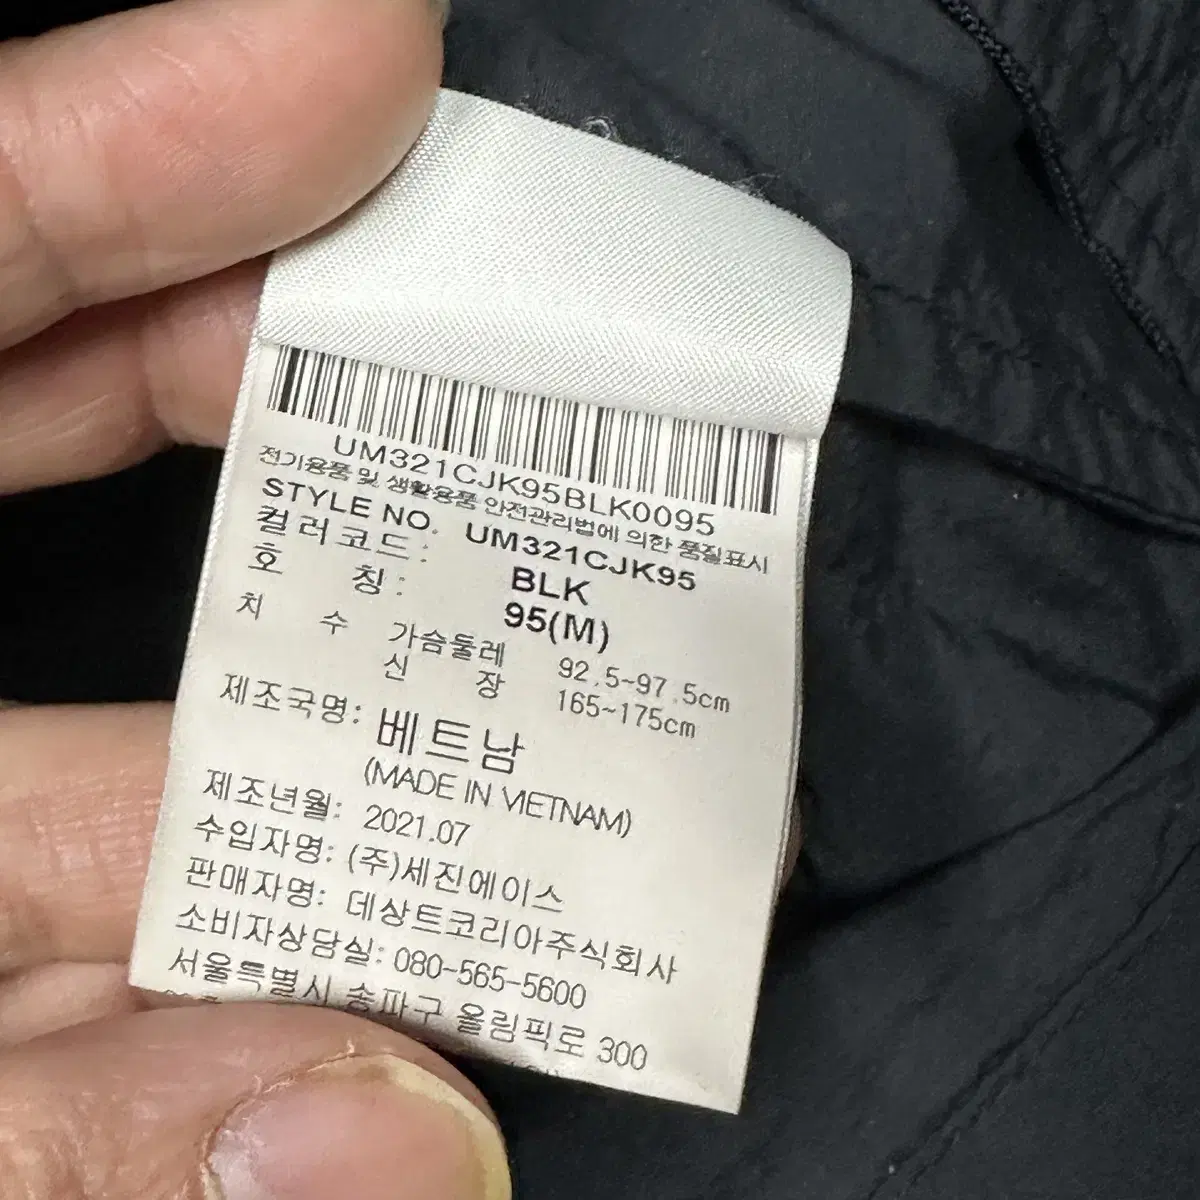 UM321CJK95BLK0095
전기용품 및 생활용품 안전관리법에 의한 품질표시
STYLE NO. UM321CJK95
컬러코드: BLK
호 칭: 95(M)
치 수 가슴둘레 92.5~97.5cm
신 장 165~175cm
제조국명: 베트남
(MADE IN VIETNAM)
제조년월: 2021.07
수입자명: (주)세진에이스
판매자명: 데상트코리아주식회사
소비자상담실: 080-565-5600
서울특별시 송파구 올림픽로 300